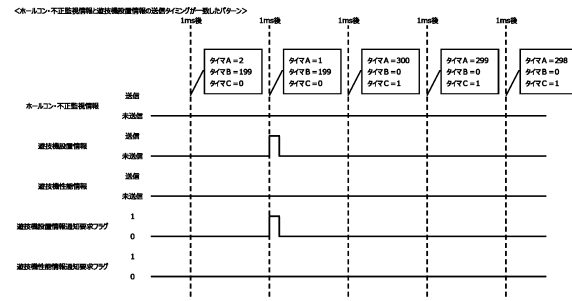 <ホールコン・不正監視情報と遊技機設置情報の送信タイミングが一致したパターン>
1ms後 1ms後 1ms後 1ms後 1ms後
タイマA=2 タイマA=1 タイマA=300 タイマA=299 タイマA=298
タイマB=199 タイマB=199 タイマB=0 タイマB=0 タイマB=0
タイマC=0 タイマC=0 タイマC=1 タイマC=1 タイマC=1
送信
ホールコン・不正監視情報
未送信
送信
遊技機設置情報
未送信
送信
遊技機性能情報
未送信
1
遊技機設置情報通知要求フラグ
0
1
遊技機性能情報通知要求フラグ
0